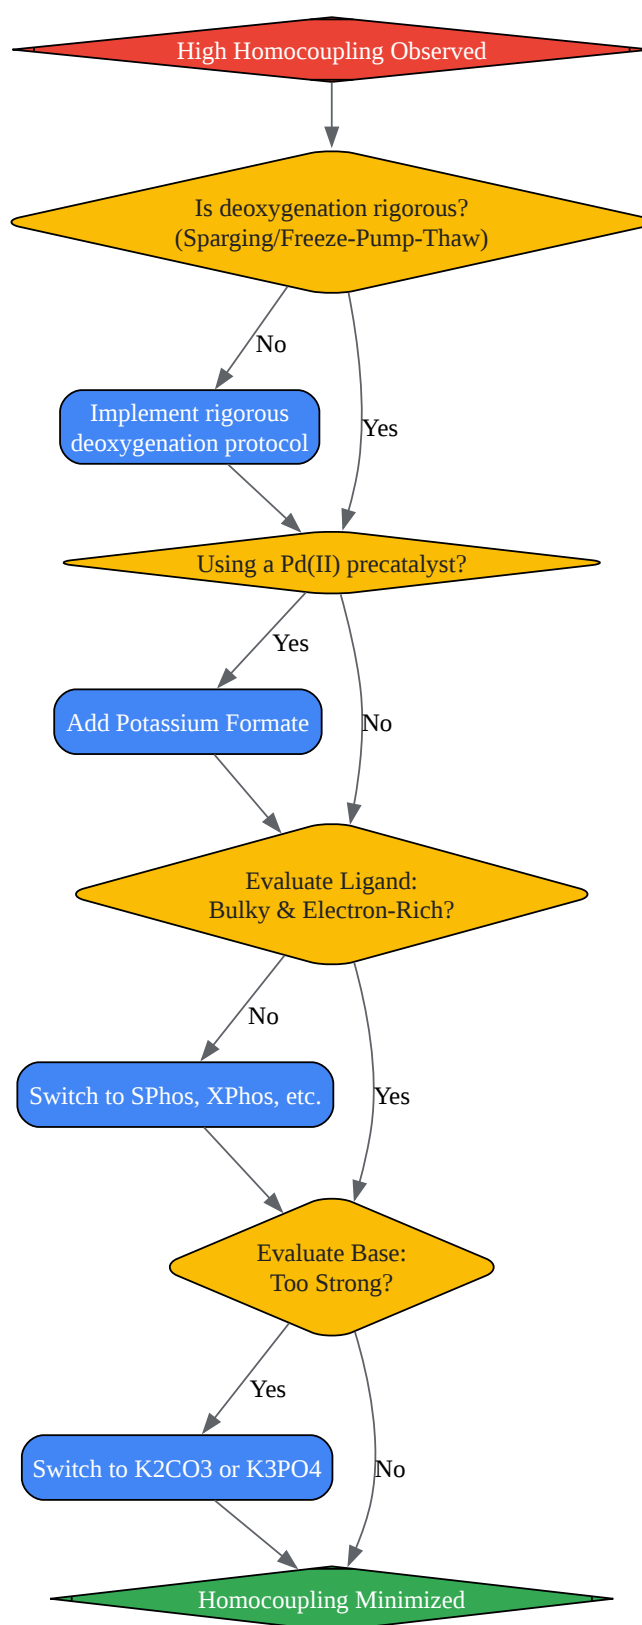 High Homocoupling Observed
Is deoxygenation rigorous?
(Sparging/Freeze-Pump-Thaw)
No
Implement rigorous
deoxygenation protocol
Yes
Using a Pd(II) precatalyst?
Yes
Add Potassium Formate
No
Evaluate Ligand:
Bulky & Electron-Rich?
No
Switch to SPhos, XPhos, etc.
Yes
Evaluate Base:
Too Strong?
Yes
Switch to K2CO3 or K3PO4
No
Homocoupling Minimized